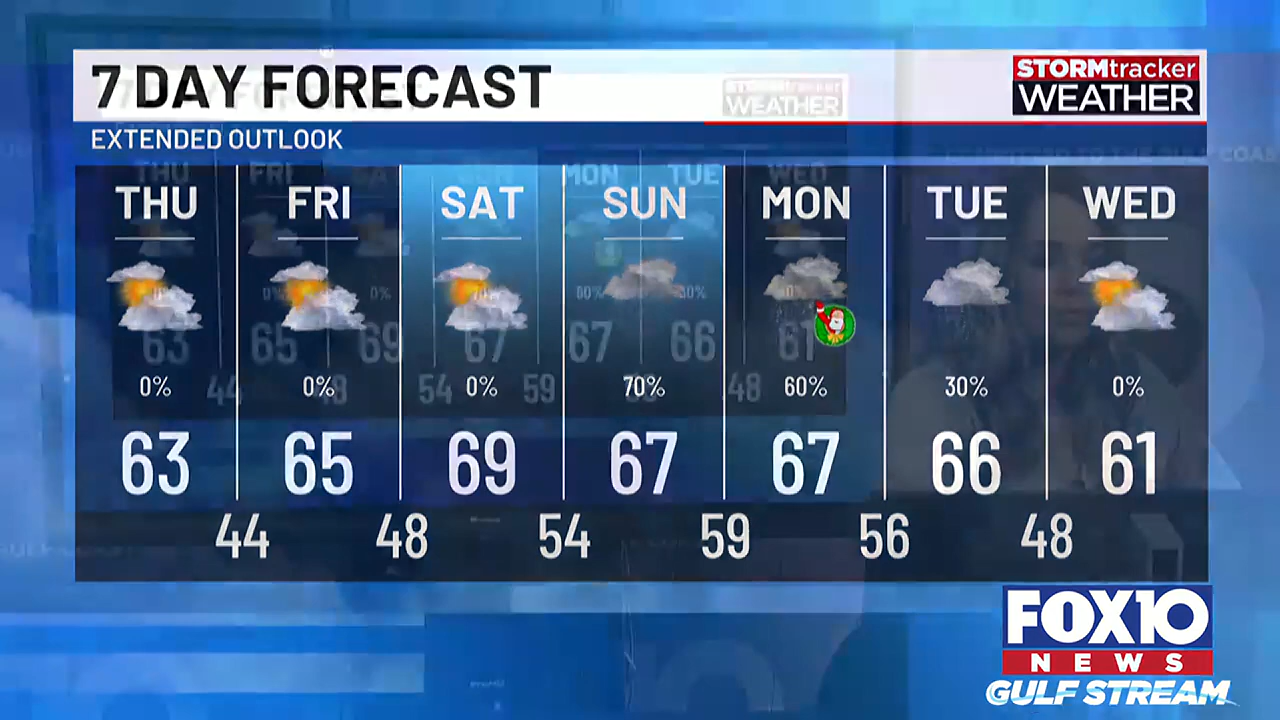 7 DAY FORECAST
STORMtracker
WEATHER
EXTENDED OUTLOOK
THU FRI SAT SUN MON TUE WED
0% 0% 0% 70% 60% 30% 0%
63 65 69 67 67 66 61
44 48 54 59 56 48
FOX10
NEWS
GULF STREAM